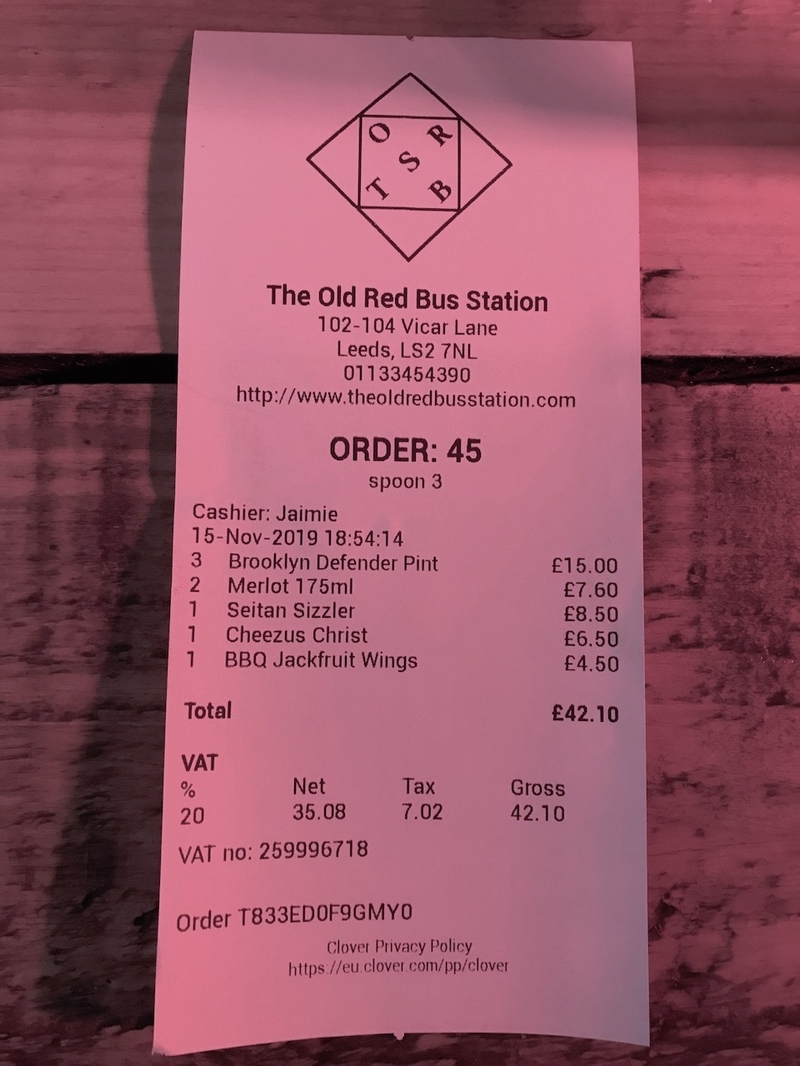 O R
S
T B
The Old Red Bus Station
102-104 Vicar Lane
Leeds, LS2 7NL
01133454390
http://www.theoldredbusstation.com
ORDER: 45
spoon 3
Cashier: Jaimie
15-Nov-2019 18:54:14
3 Brooklyn Defender Pint £15.00
2 Merlot 175ml £7.60
1 Seitan Sizzler £8.50
1 Cheezus Christ £6.50
1 BBQ Jackfruit Wings £4.50
Total £42.10
VAT
% Net Tax Gross
20 35.08 7.02 42.10
VAT no: 259996718
Order T833ED0F9GMY0
Clover Privacy Policy
https://eu.clover.com/pp/clover